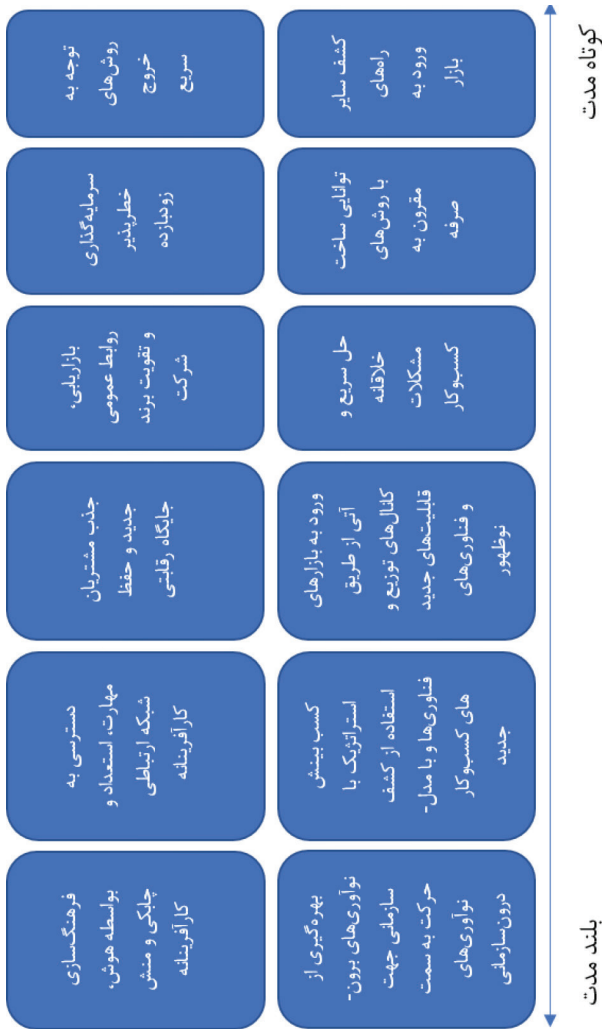 توجه به
روش‌های
خروج
سریع
سرمایه‌گذاری
خطرپذیر
زودبازده
بازاریابی،
روابط عمومی
و تقویت برند
شرکت
جذب مشتریان
جدید و حفظ
جایگاه رقابتی
دسترسی به
مهارت، استعداد و
شبکه ارتباطی
کارآفرینانه
فرهنگ‌سازی
بواسطه هوش،
چابکی و منش
کارآفرینانه
کشف سایر
راه‌های
ورود به
بازار
توانایی ساخت
با روش‌های
مقرون به
صرفه
حل سریع و
خلاقانه
مشکلات
کسب‌وکار
ورود به بازارهای
آتی از طریق
کانال‌های توزیع و
قابلیت‌های جدید
و فناوری‌های
نوظهور
کسب بینش
استراتژیک با
استفاده از کشف
فناوری‌ها و یا مدل-
های کسب‌وکار
جدید
بهره‌گیری از
نوآوری‌های برون-
سازمانی جهت
حرکت به سمت
نوآوری‌های
درون‌سازمانی
کوتاه مدت
بلند مدت